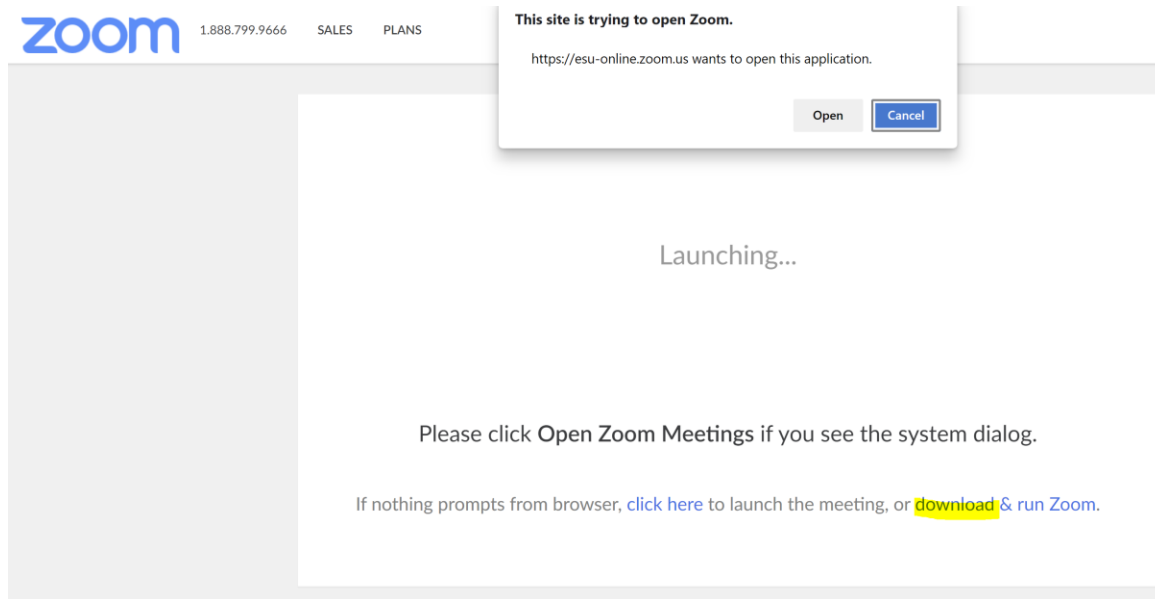 zoom 1.888.799.9666 SALES PLANS
This site is trying to open Zoom.
https://esu-online.zoom.us wants to open this application.
Open Cancel
Launching...
Please click Open Zoom Meetings if you see the system dialog.
If nothing prompts from browser, click here to launch the meeting, or download & run Zoom.